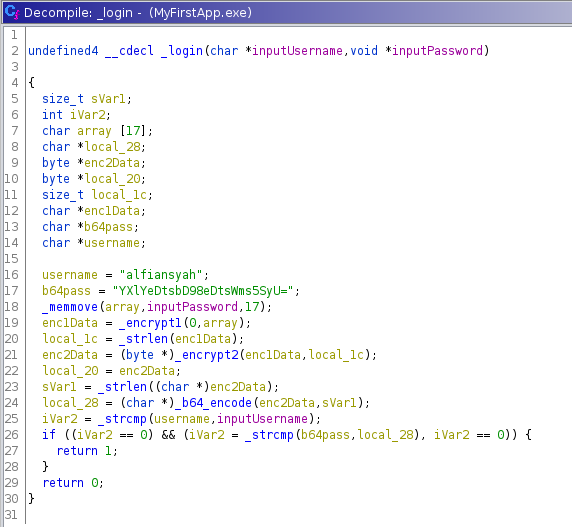 Decompile: _login - (MyFirstApp.exe)
1
2 undefined4 __cdecl _login(char *inputUsername,void *inputPassword)
3
4 {
5 size_t sVar1;
6 int iVar2;
7 char array [17];
8 char *local_28;
9 byte *enc2Data;
10 byte *local_20;
11 size_t local_1c;
12 char *enc1Data;
13 char *b64pass;
14 char *username;
15
16 username = "alfiansyah";
17 b64pass = "YXlYeDtsbD98eDtsWms5SyU=";
18 _memmove(array,inputPassword,17);
19 enc1Data = _encrypt1(0,array);
20 local_1c = _strlen(enc1Data);
21 enc2Data = (byte *)_encrypt2(enc1Data,local_1c);
22 local_20 = enc2Data;
23 sVar1 = _strlen((char *)enc2Data);
24 local_28 = (char *)_b64_encode(enc2Data,sVar1);
25 iVar2 = _strcmp(username,inputUsername);
26 if ((iVar2 == 0) && (iVar2 = _strcmp(b64pass,local_28), iVar2 == 0)) {
27 return 1;
28 }
29 return 0;
30 }
31